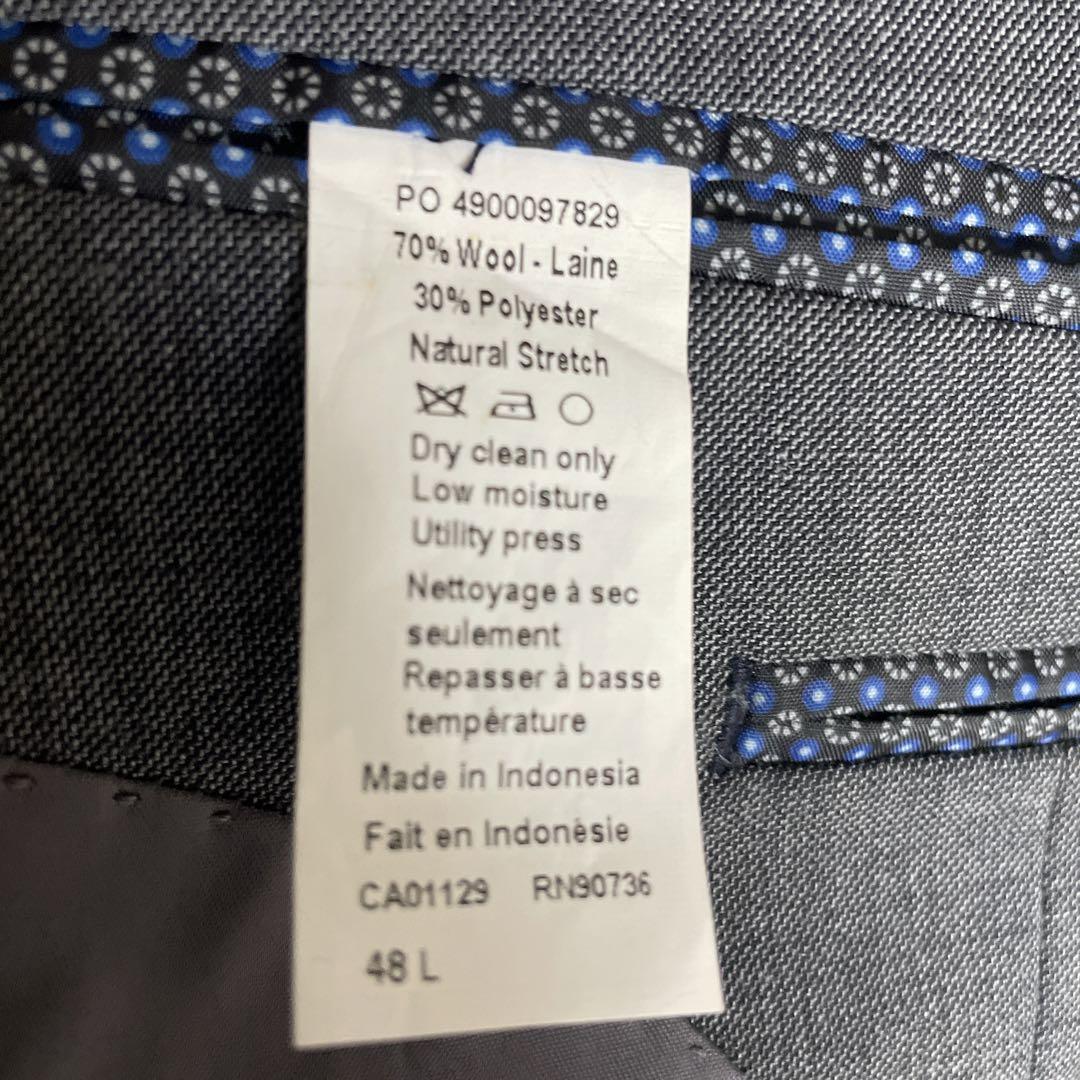 PO 4900097829
70% Wool - Laine
30% Polyester
Natural Stretch
Dry clean only
Low moisture
Utility press
Nettoyage à sec
seulement
Repasser à basse
température
Made in Indonesia
Fait en Indonèsie
CA01129 RN90736
48 L